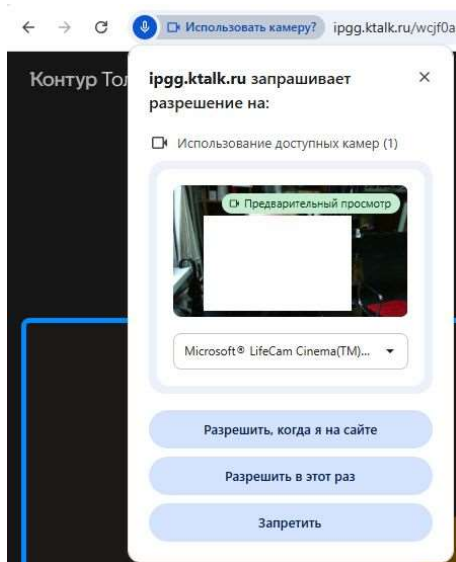 Использовать камеру? ipgg.ktalk.ru/wcjf0a
Контур Тол
ipgg.ktalk.ru запрашивает
разрешение на:
Использование доступных камер (1)
Предварительный просмотр
Microsoft® LifeCam Cinema(TM)...
Разрешить, когда я на сайте
Разрешить в этот раз
Запретить